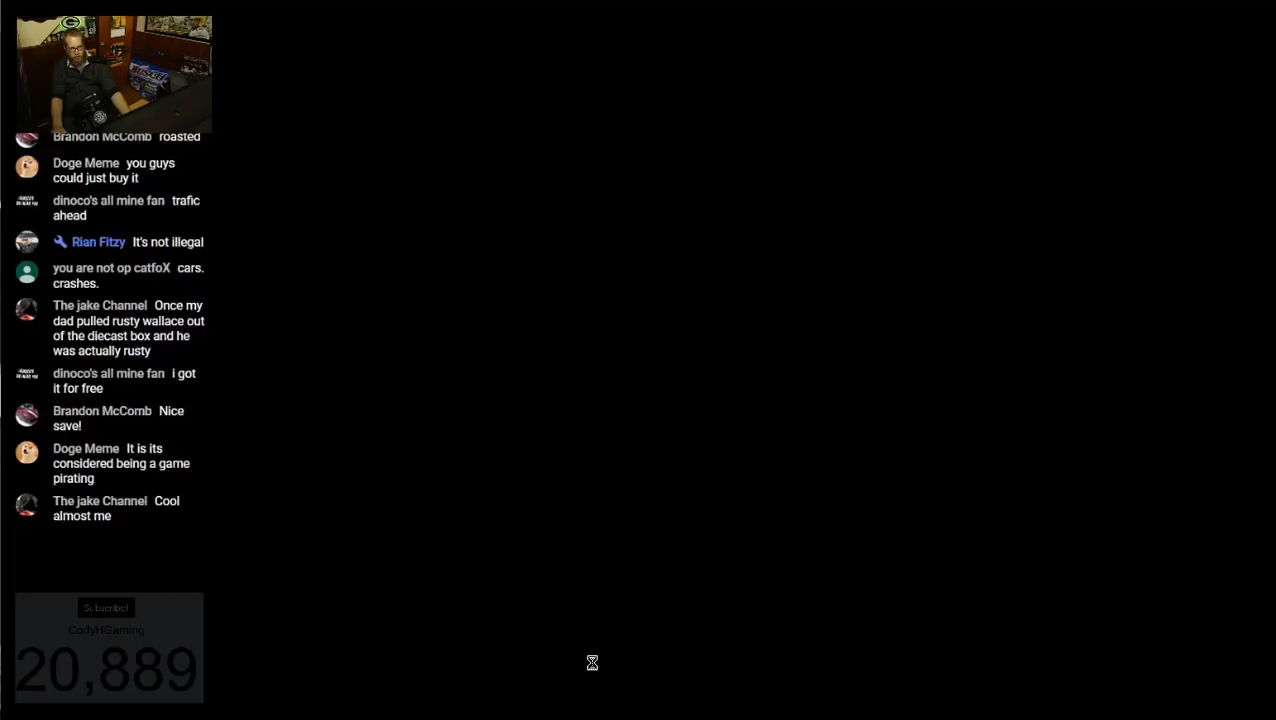 Brandon McComb roasted
Doge Meme you guys
could just buy it
dinoco's all mine fan trafic
ahead
Rian Fitzy It's not illegal
you are not op catfoX cars.
crashes.
The jake Channel Once my
dad pulled rusty wallace out
of the diecast box and he
was actually rusty
dinoco's all mine fan i got
it for free
Brandon McComb Nice
save!
Doge Meme It is its
considered being a game
pirating
The jake Channel Cool
almost me
Subscribe!
CodyHGaming
20,889